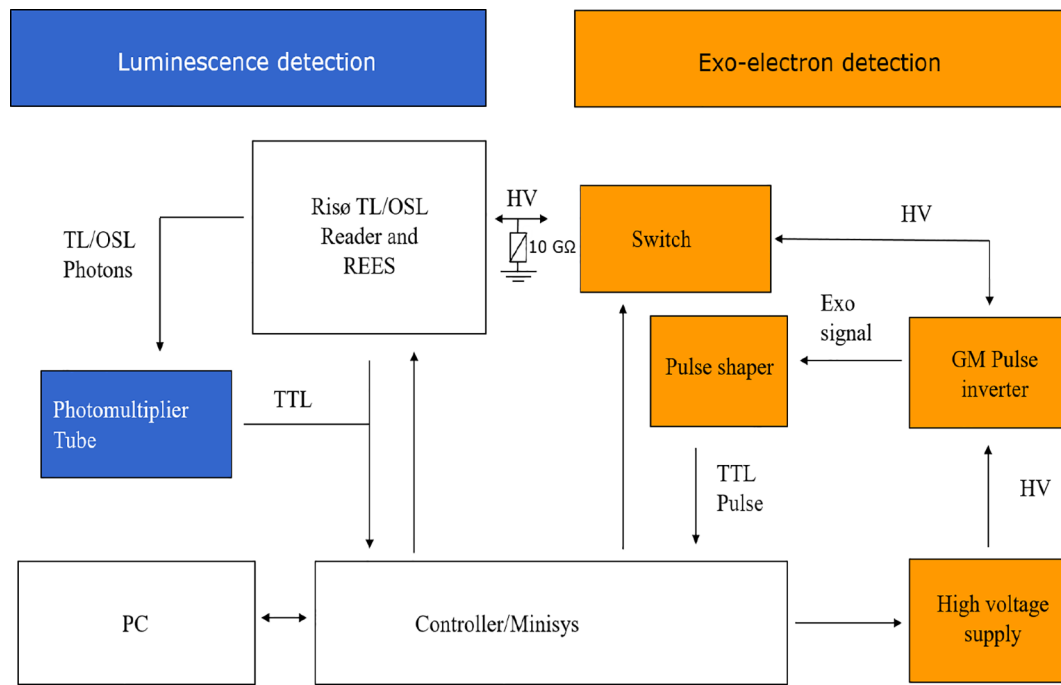 Luminescence detection
Exo-electron detection
Risø TL/OSL
Reader and
REES
HV
10 GΩ
Switch
HV
TL/OSL
Photons
Exo
signal
Pulse shaper
GM Pulse
inverter
Photomultiplier
Tube
TTL
TTL
Pulse
HV
PC
Controller/Minisys
High voltage
supply